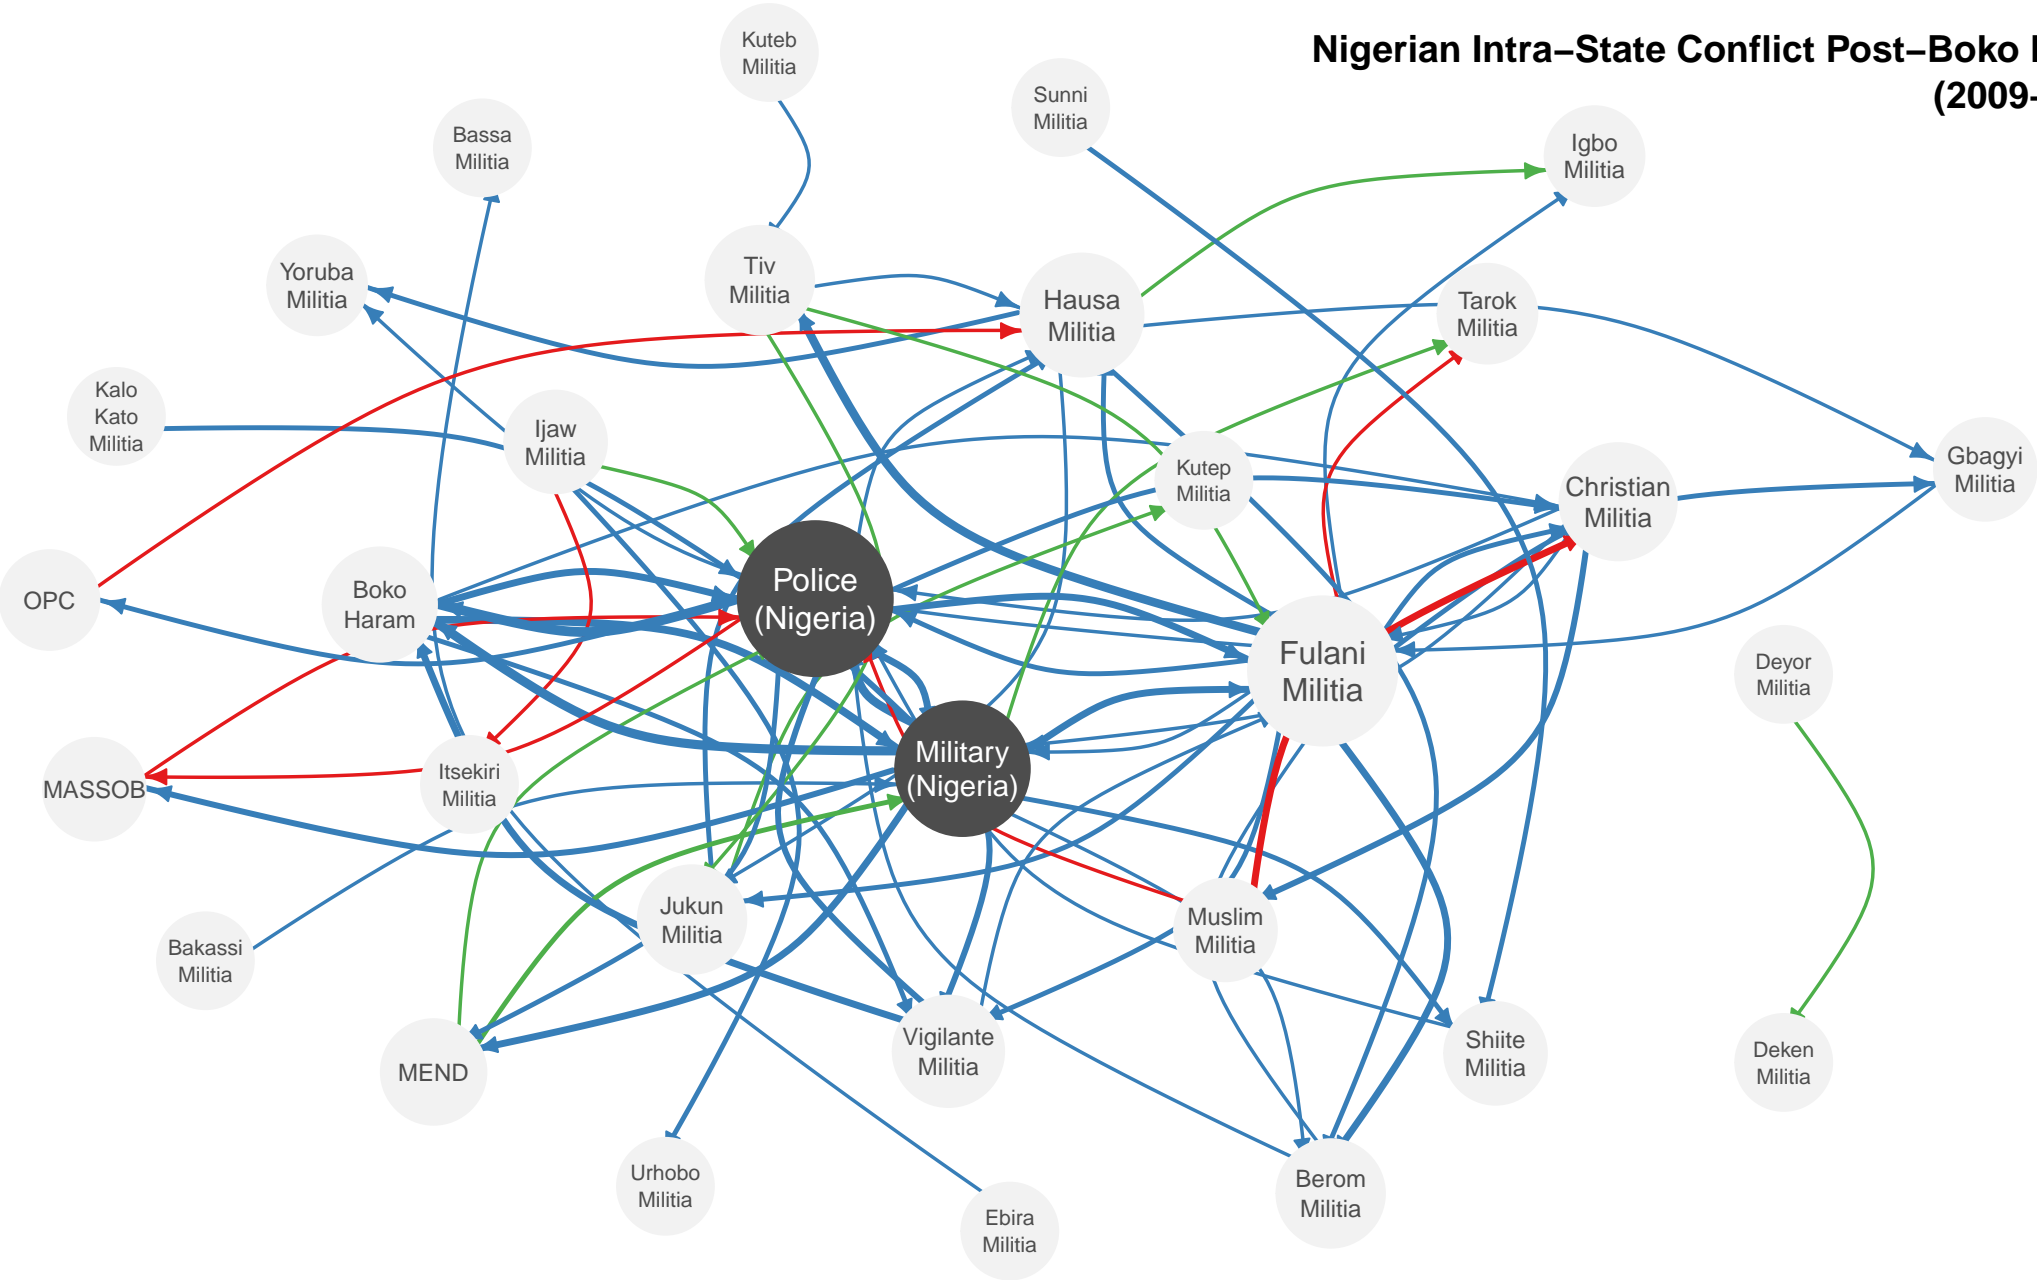 Nigerian Intra–State Conflict Post–Boko
(2009-
Kuteb
Militia
Sunni
Militia
Bassa
Militia
Igbo
Militia
Yoruba
Militia
Tiv
Militia
Hausa
Militia
Tarok
Militia
Kalo
Kato
Militia
Ijaw
Militia
Kutep
Militia
Christian
Militia
Gbagyi
Militia
OPC
Boko
Haram
Police
(Nigeria)
Fulani
Militia
Deyor
Militia
MASSOB
Itsekiri
Militia
Military
(Nigeria)
Bakassi
Militia
Jukun
Militia
Muslim
Militia
MEND
Vigilante
Militia
Shiite
Militia
Deken
Militia
Urhobo
Militia
Ebira
Militia
Berom
Militia